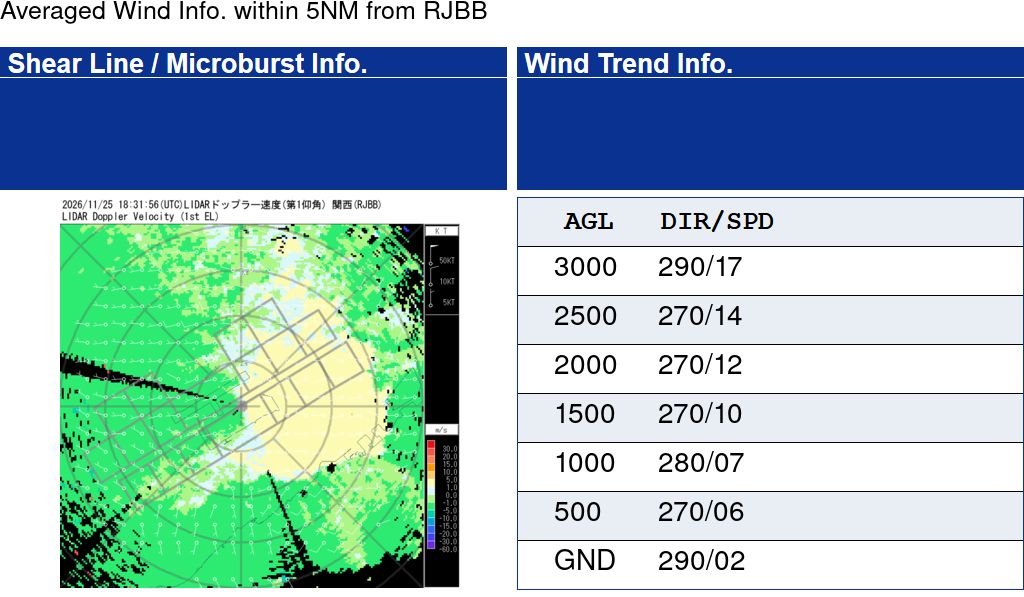 Averaged Wind Info. within 5NM from RJBB
Shear Line / Microburst Info.
Wind Trend Info.
2026/11/25 18:31:56(UTC)LIDARドップラー速度(第1仰角) 関西(RJBB)
LIDAR Doppler Velocity (1st EL)
K T
50KT
10KT
5KT
m/s
30.0
20.0
15.0
10.0
5.0
1.0
0.0
-1.0
-5.0
-10.0
-15.0
-20.0
-30.0
-60.0
AGL DIR/SPD
3000 290/17
2500 270/14
2000 270/12
1500 270/10
1000 280/07
500 270/06
GND 290/02